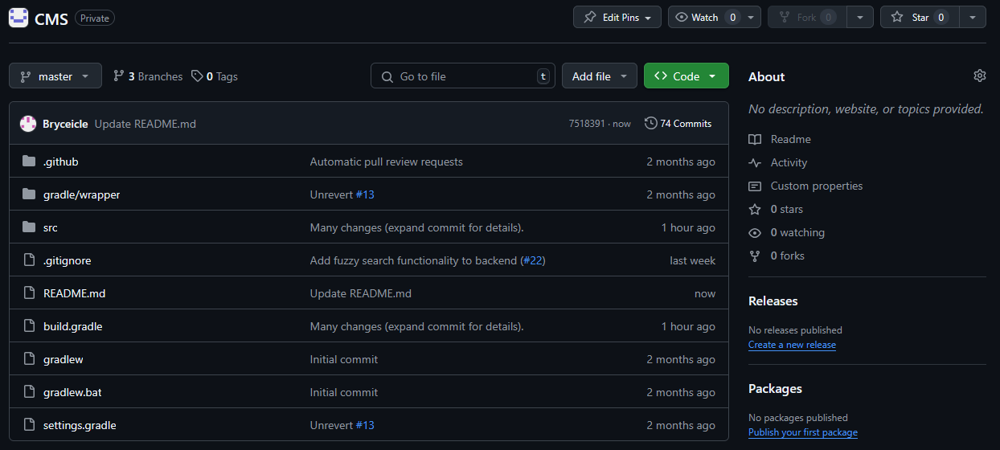 CMS Private Edit Pins Watch 0 Fork 0 Star 0
master 3 Branches 0 Tags Go to file t Add file Code
Bryceicle Update README.md 7518391 · now 74 Commits
.github Automatic pull review requests 2 months ago
gradle/wrapper Unrevert #13 2 months ago
src Many changes (expand commit for details). 1 hour ago
.gitignore Add fuzzy search functionality to backend (#22) last week
README.md Update README.md now
build.gradle Many changes (expand commit for details). 1 hour ago
gradlew Initial commit 2 months ago
gradlew.bat Initial commit 2 months ago
settings.gradle Unrevert #13 2 months ago
About
No description, website, or topics provided.
Readme
Activity
Custom properties
0 stars
0 watching
0 forks
Releases
No releases published
Create a new release
Packages
No packages published
Publish your first package